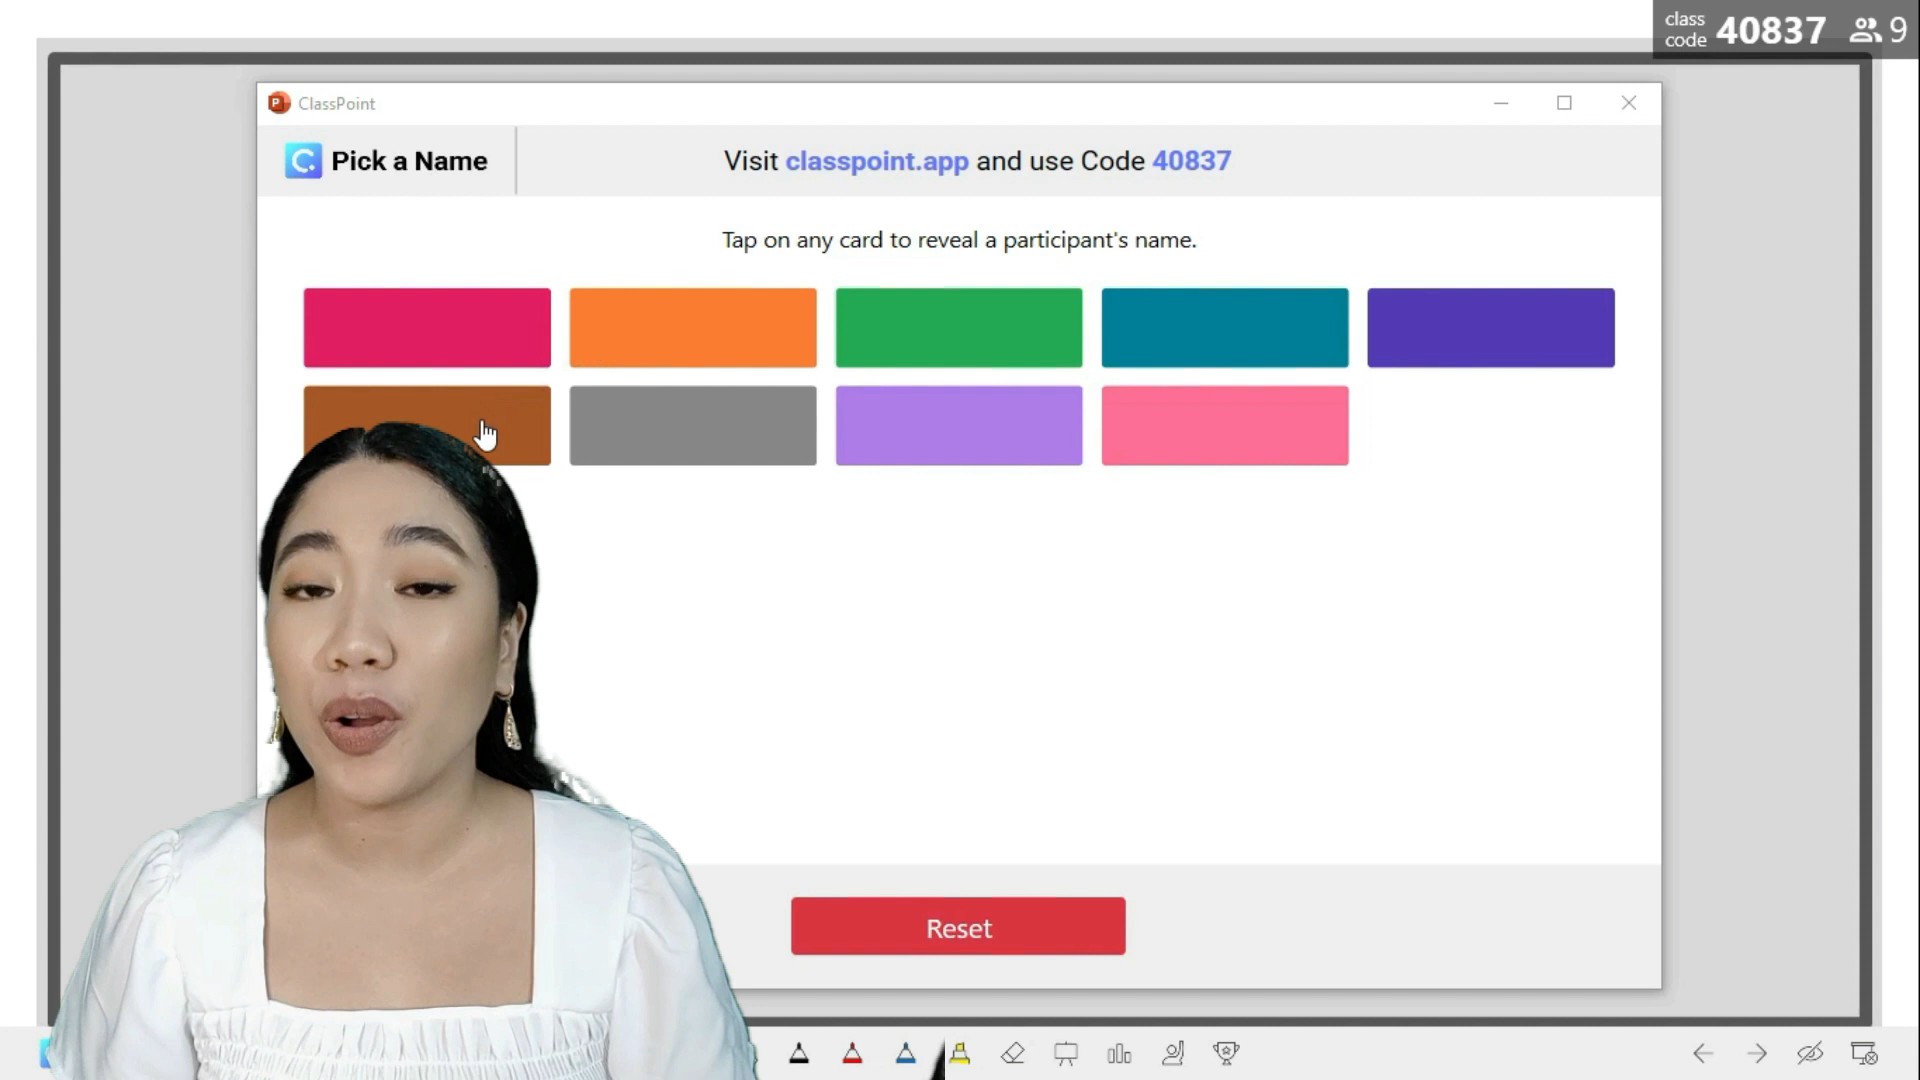 class
code 40837 9
ClassPoint
Pick a Name
Visit classpoint.app and use Code 40837
Tap on any card to reveal a participant's name.
Reset